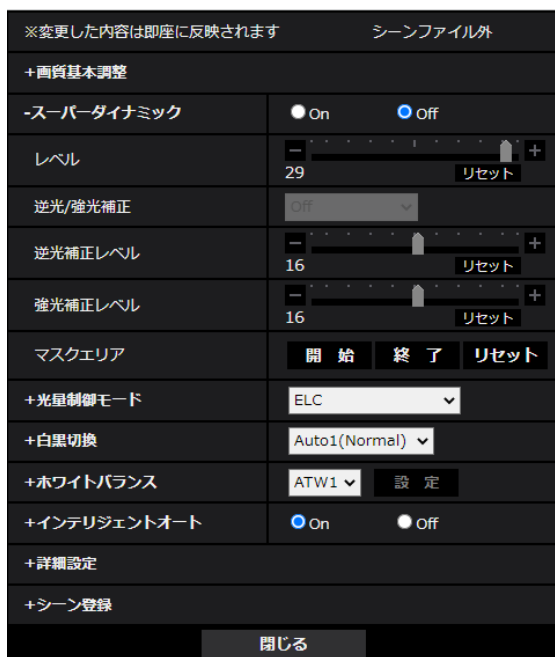 ※変更した内容は即座に反映されます シーンファイル外
+画質基本調整
-スーパーダイナミック On Off
レベル 29 リセット
逆光/強光補正 Off
逆光補正レベル 16 リセット
強光補正レベル 16 リセット
マスクエリア 開 始 終 了 リセット
+光量制御モード ELC
+白黒切換 Auto1(Normal)
+ホワイトバランス ATW1 設 定
+インテリジェントオート On Off
+詳細設定
+シーン登録
閉じる